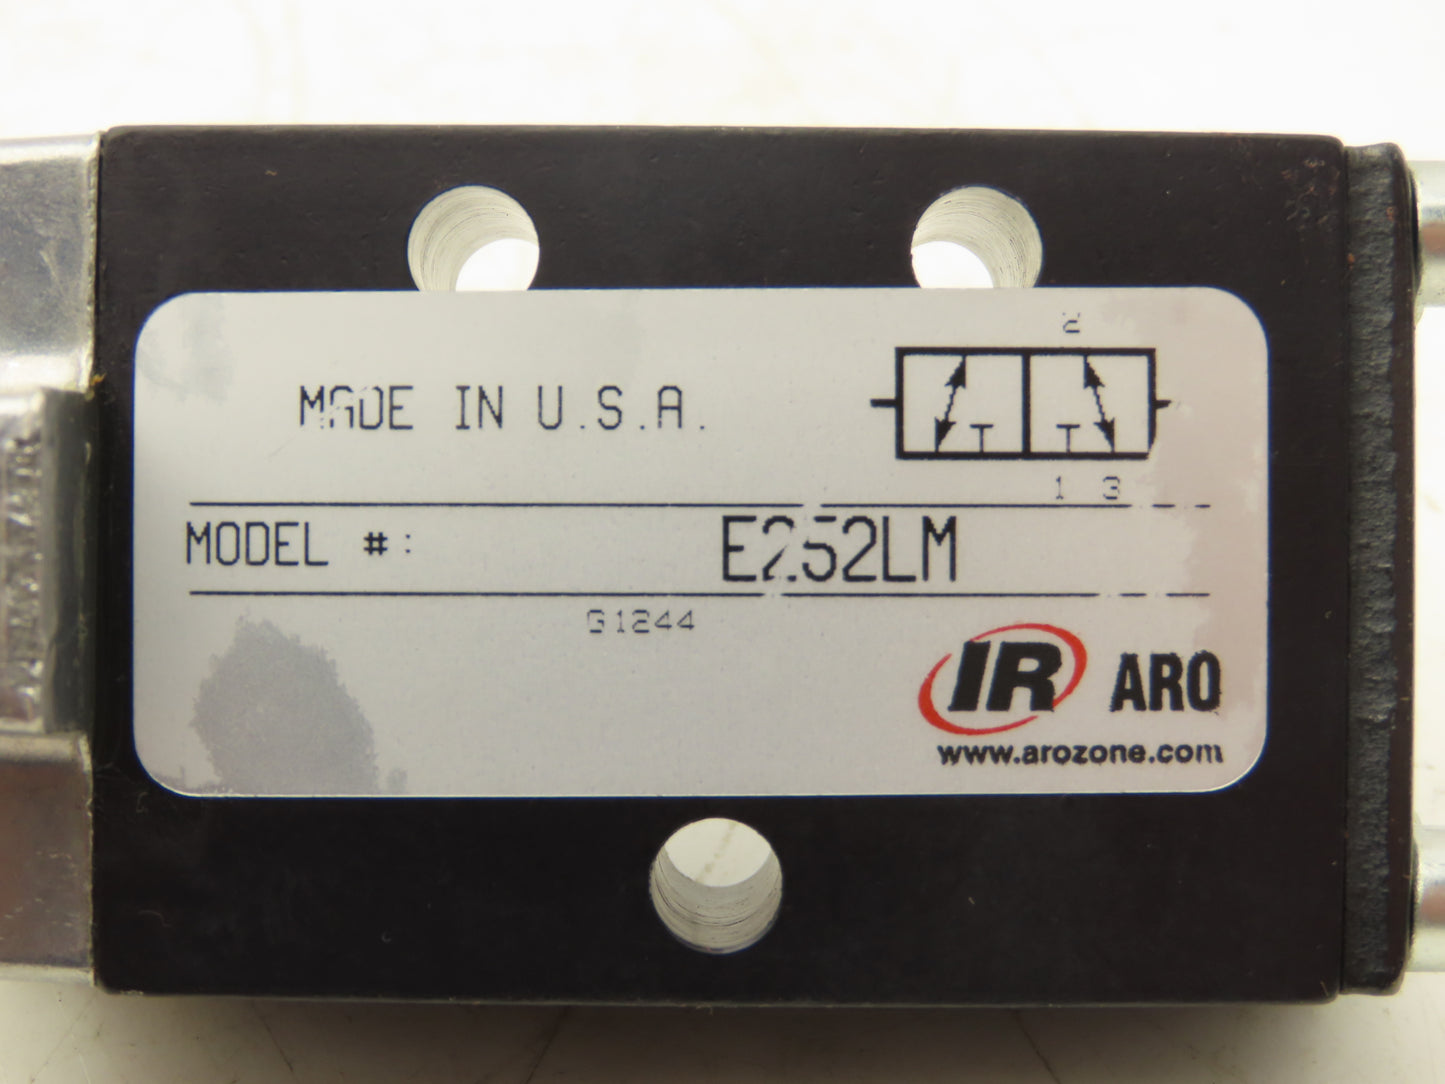 2
MADE IN U.S.A.
1 3
MODEL #: E252LM
G1244
IR ARO
www.arozone.com